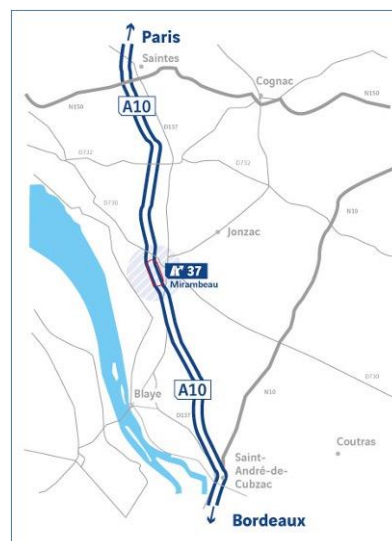 Paris
Saintes
Cognac
N150
A10
D137
D732
D732
D730
N10
Jonzac
37
Mirambeau
D730
A10
N10
Blaye
D137
Coutras
Saint-
André-de-
Cubzac
Bordeaux